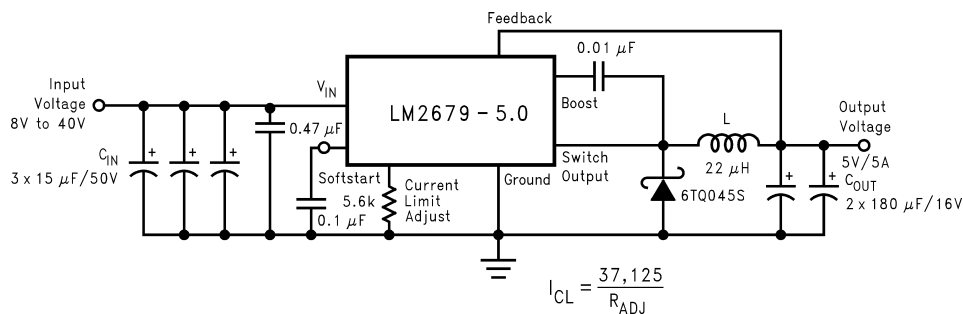 Feedback
0.01 μF
Input
Voltage
8V to 40V
V_IN
LM2679 - 5.0
Boost
L
Output
Voltage
0.47 μF
C_IN
3 x 15 μF/50V
Softstart
5.6k
0.1 μF
Current
Limit
Adjust
Ground
Switch
Output
22 μH
5V/5A
6TQ045S
C_OUT
2 x 180 μF/16V
+
+
+
+
+
I_CL = 37,125 / R_ADJ